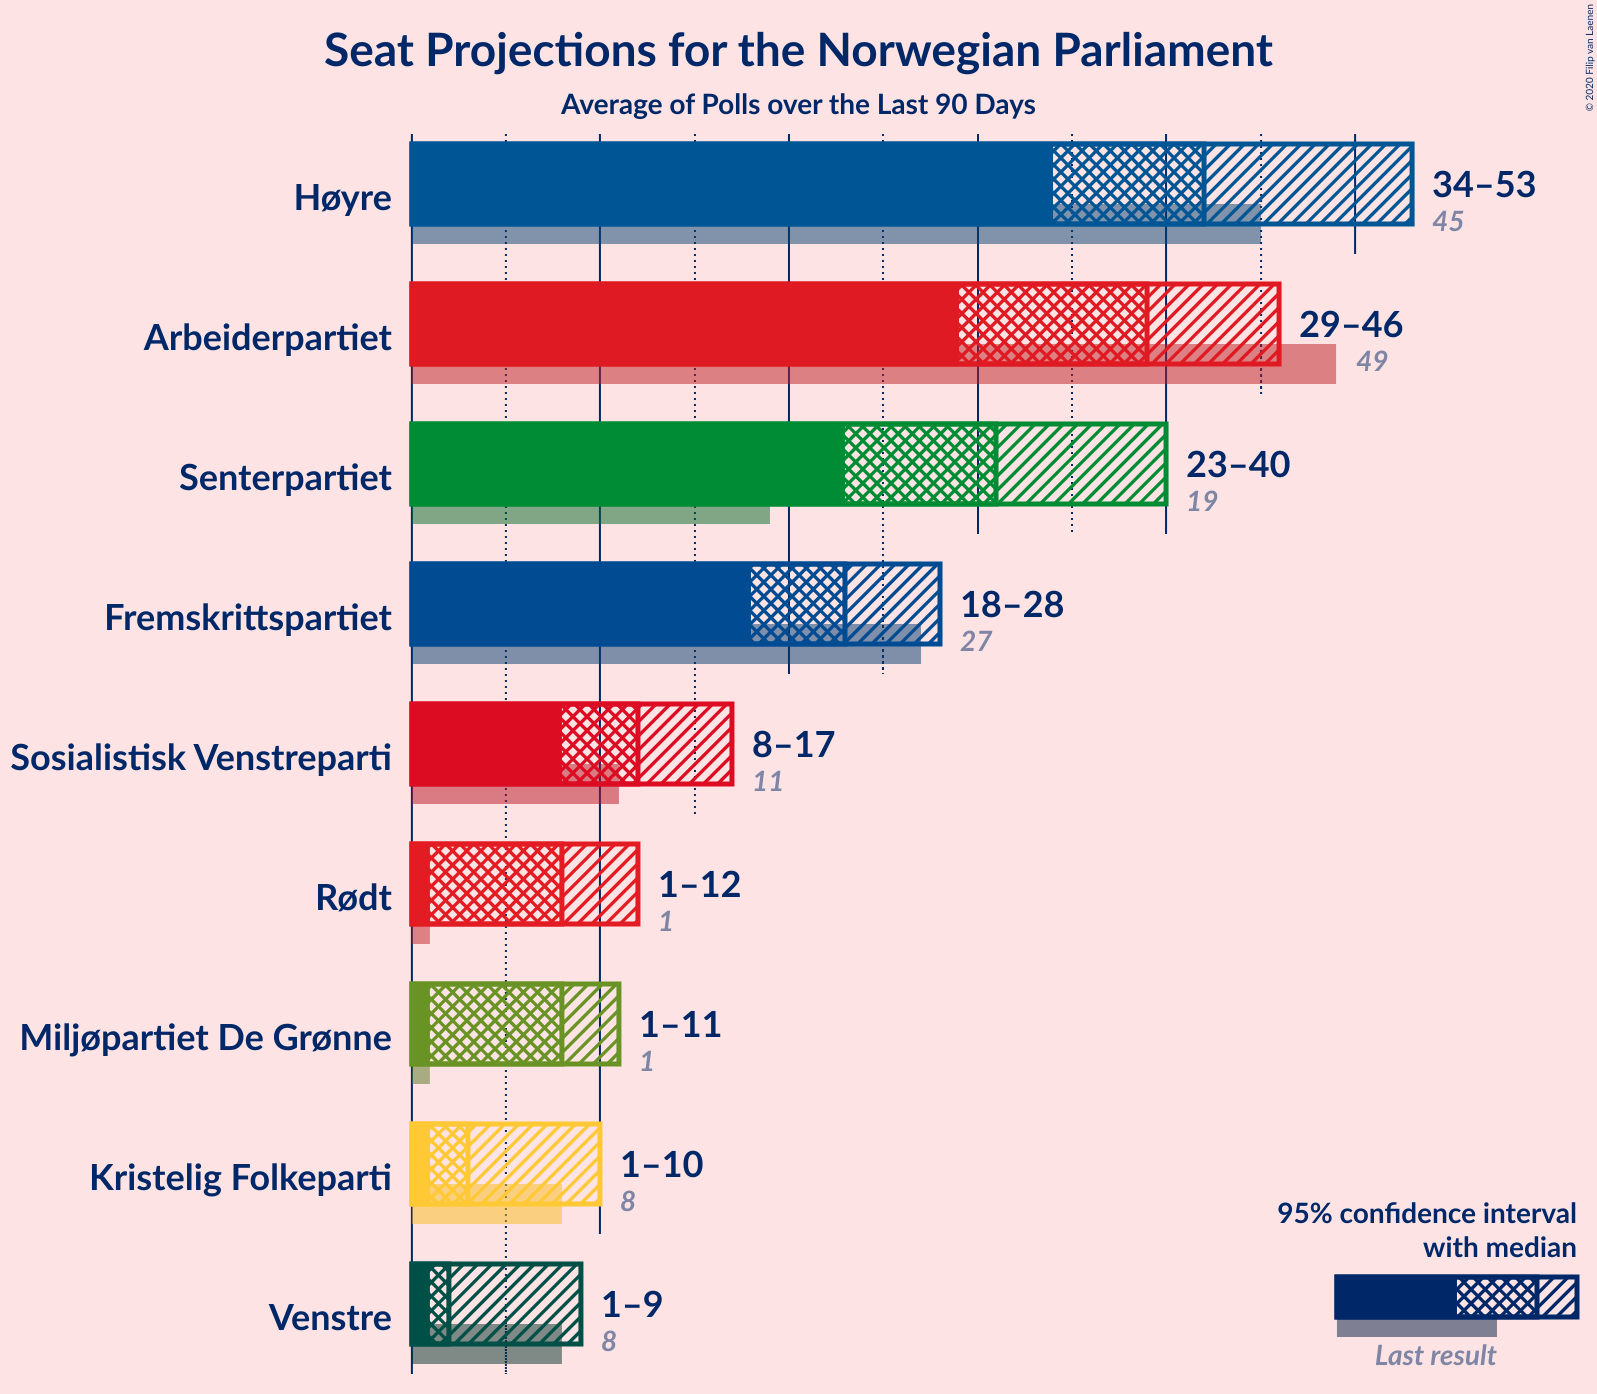 Seat Projections for the Norwegian Parliament
Average of Polls over the Last 90 Days
© 2020 Filip van Laenen
Høyre
34–53
45
Arbeiderpartiet
29–46
49
Senterpartiet
23–40
19
Fremskrittspartiet
18–28
27
Sosialistisk Venstreparti
8–17
11
Rødt
1–12
1
Miljøpartiet De Grønne
1–11
1
Kristelig Folkeparti
1–10
8
Venstre
1–9
8
95% confidence interval
with median
Last result